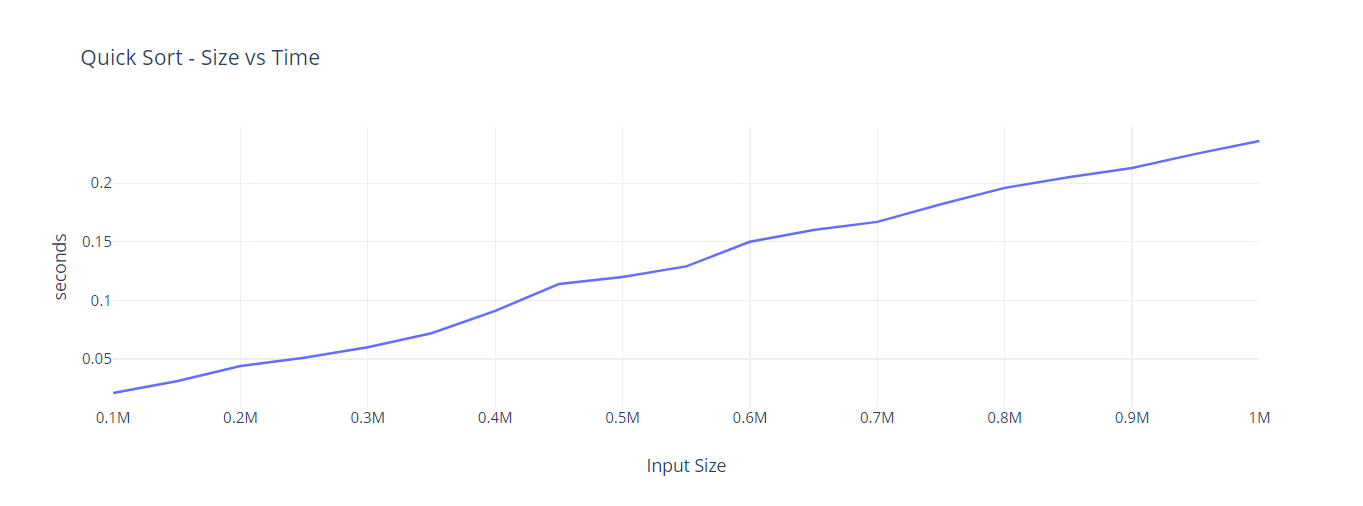 Quick Sort - Size vs Time
seconds
0.2
0.15
0.1
0.05
0.1M 0.2M 0.3M 0.4M 0.5M 0.6M 0.7M 0.8M 0.9M 1M
Input Size